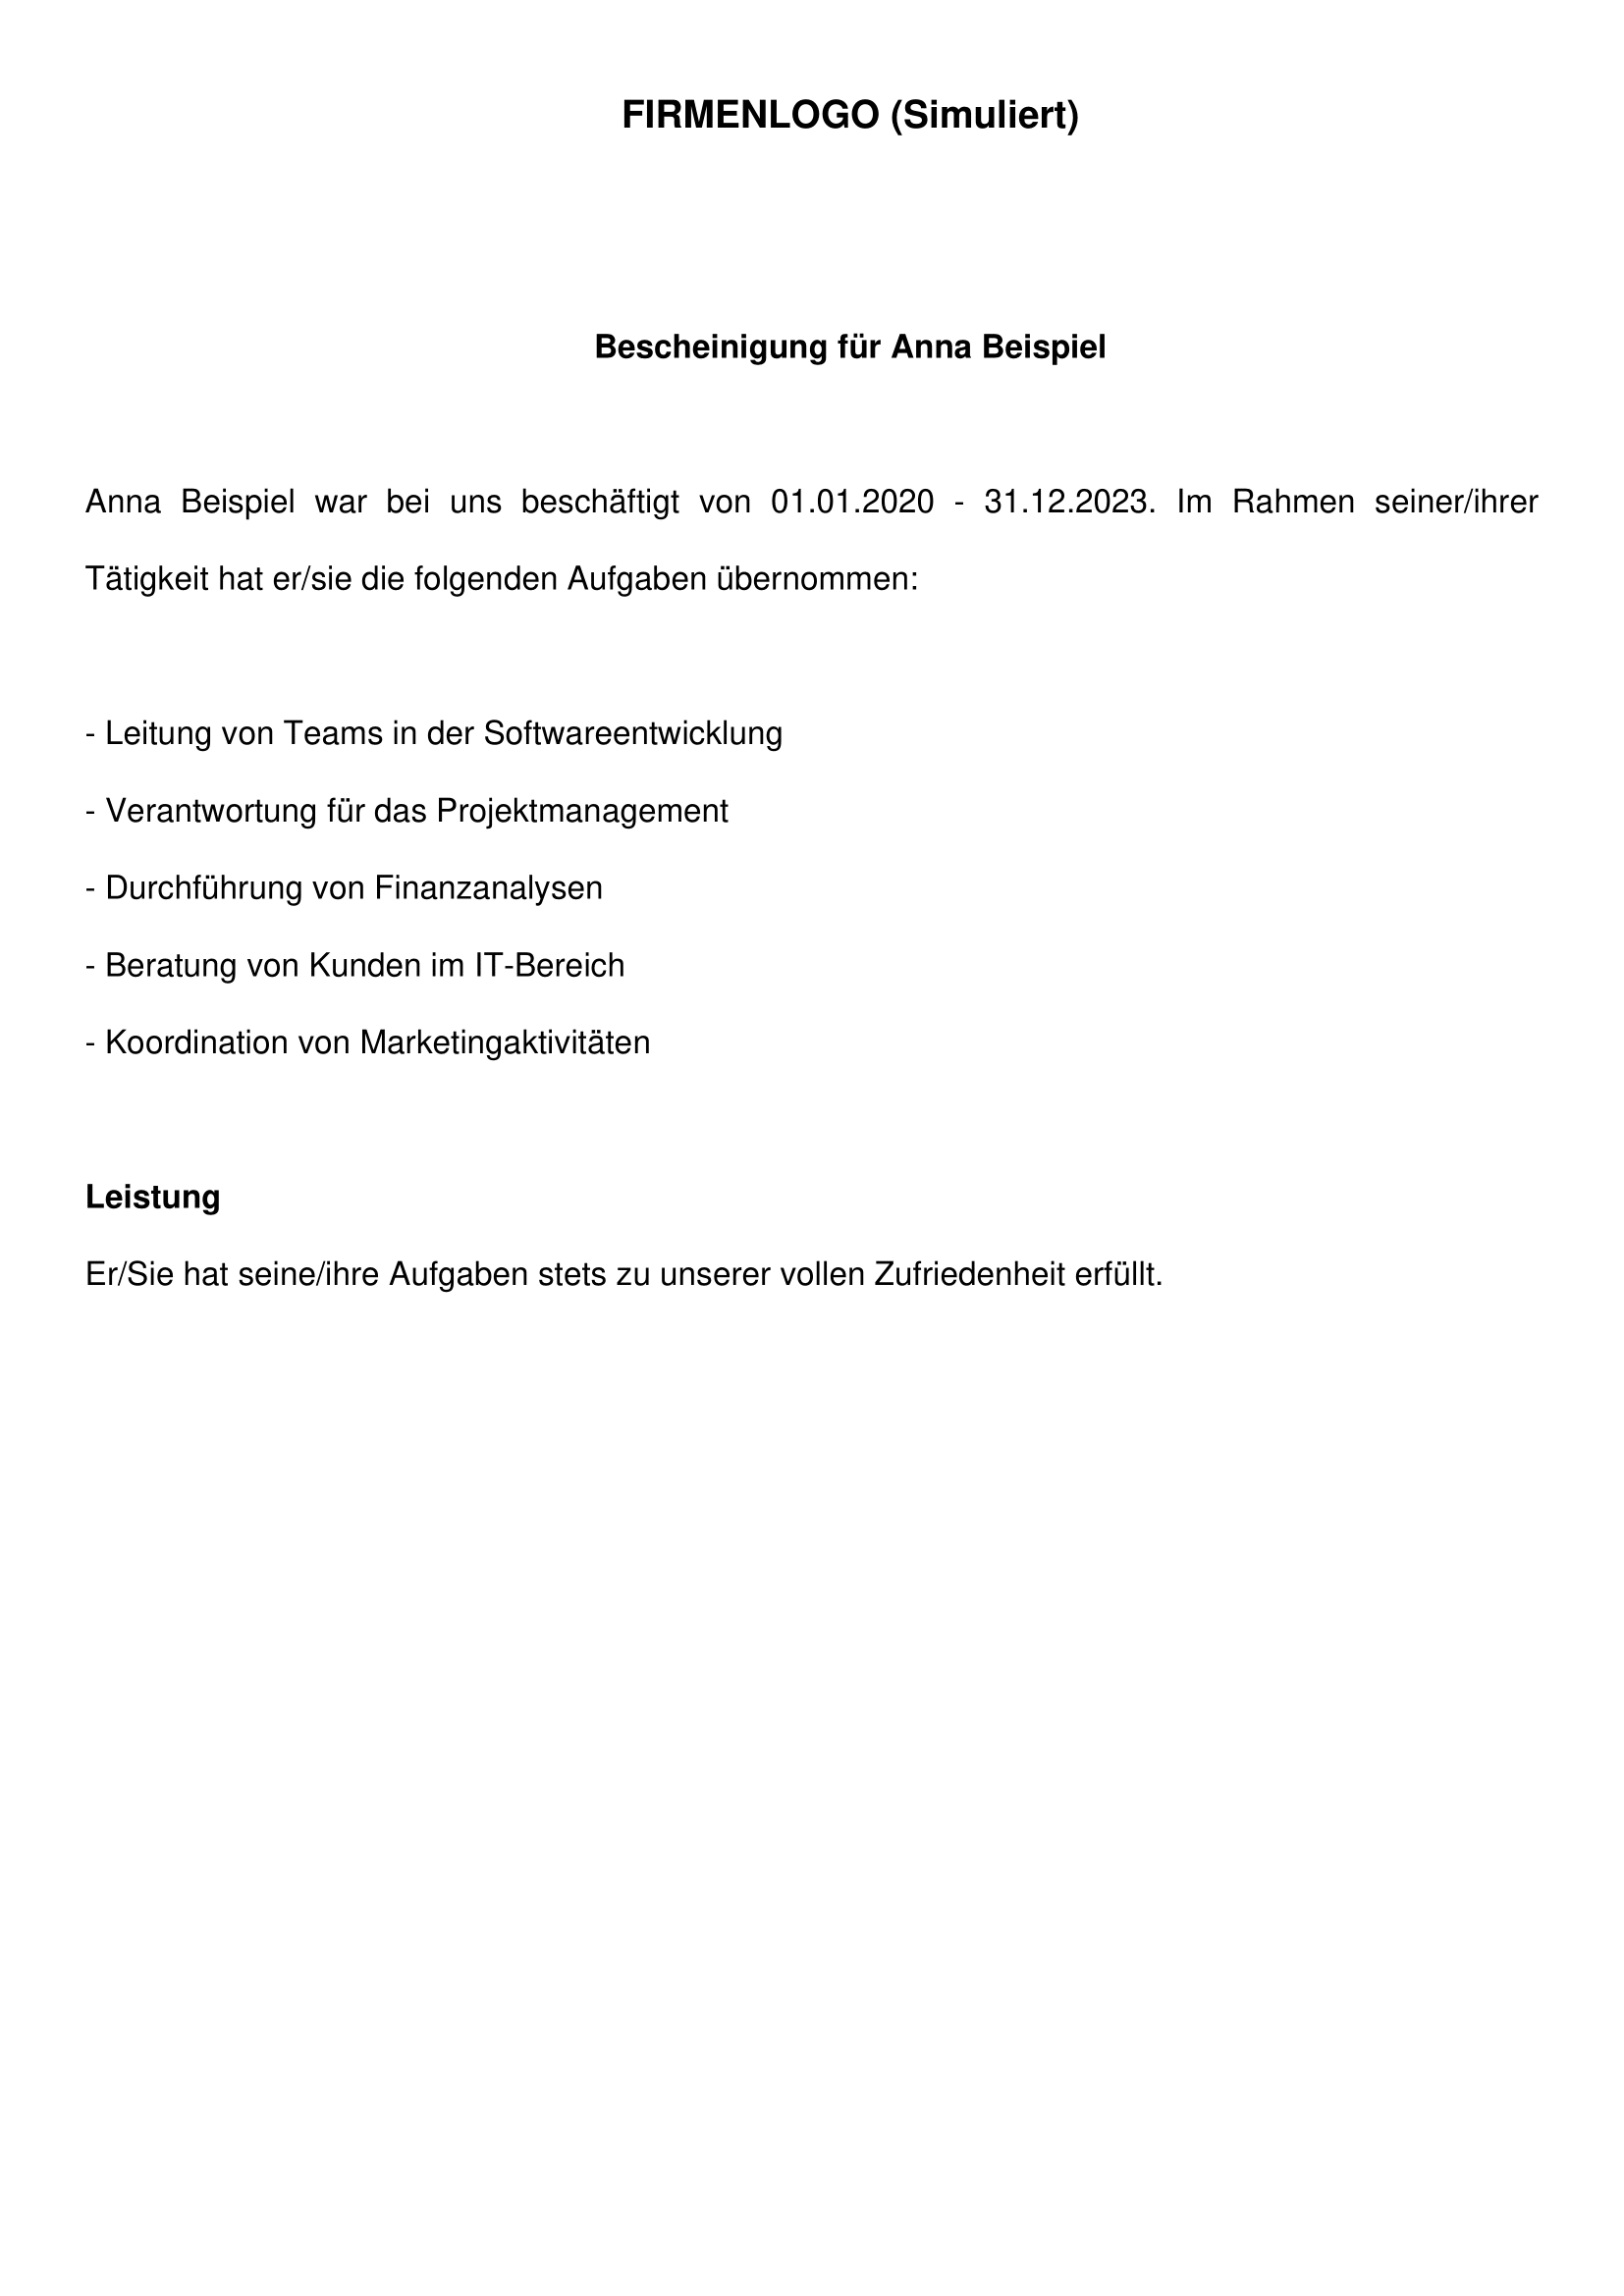 FIRMENLOGO (Simuliert)
Bescheinigung für Anna Beispiel
Anna Beispiel war bei uns beschäftigt von 01.01.2020 - 31.12.2023. Im Rahmen seiner/ihrer
Tätigkeit hat er/sie die folgenden Aufgaben übernommen:
- Leitung von Teams in der Softwareentwicklung
- Verantwortung für das Projektmanagement
- Durchführung von Finanzanalysen
- Beratung von Kunden im IT-Bereich
- Koordination von Marketingaktivitäten
Leistung
Er/Sie hat seine/ihre Aufgaben stets zu unserer vollen Zufriedenheit erfüllt.